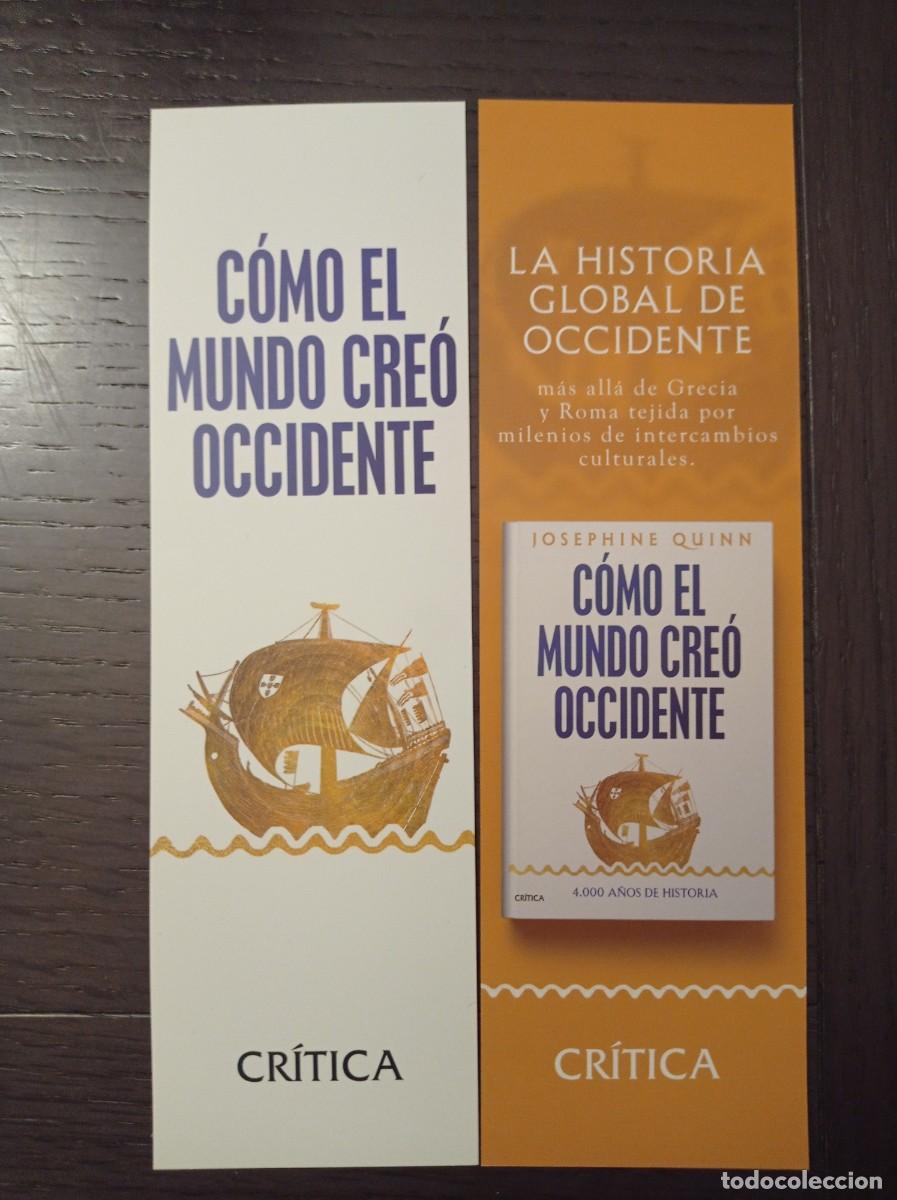 CÓMO EL
MUNDO CREÓ
OCCIDENTE
CRÍTICA
LA HISTORIA
GLOBAL DE
OCCIDENTE
más allá de Grecia
y Roma tejida por
milenios de intercambios
culturales.
JOSEPHINE QUINN
CÓMO EL
MUNDO CREÓ
OCCIDENTE
CRÍTICA
4.000 AÑOS DE HISTORIA
CRÍTICA
todocoleccion